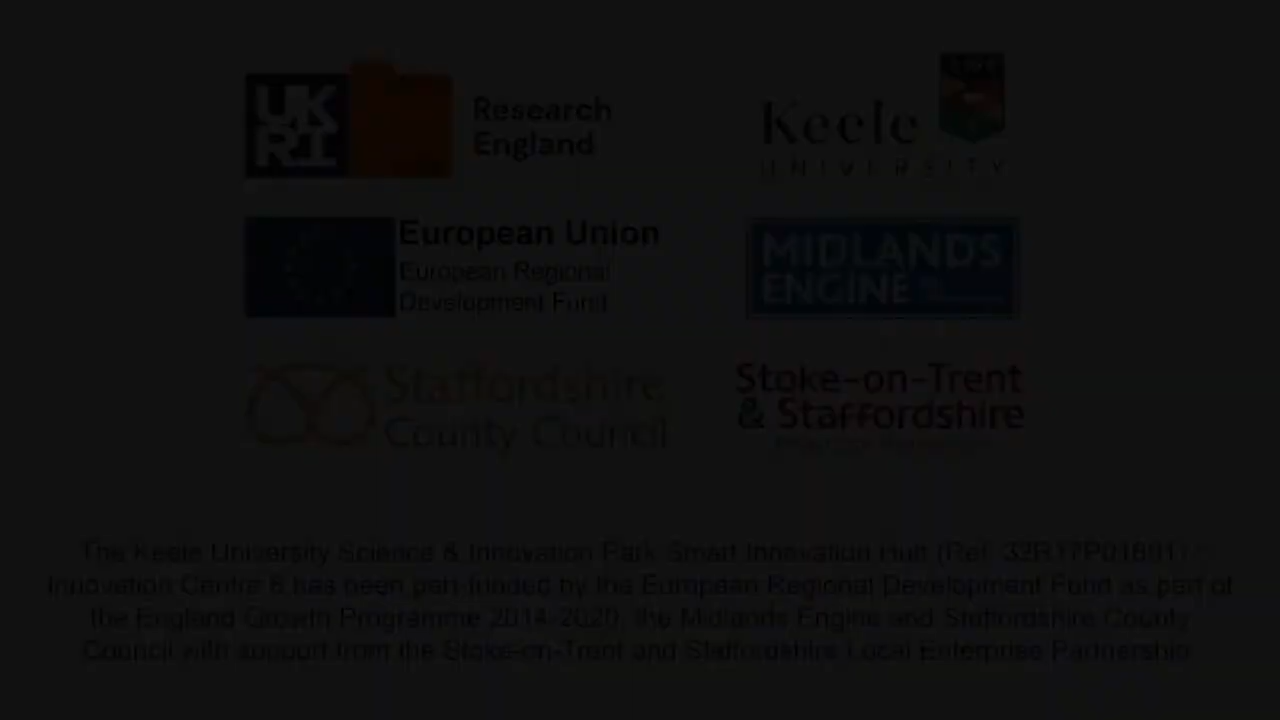 UK
RI
Research
England
Keele
UNIVERSITY
European Union
European Regional
Development Fund
MIDLANDS
ENGINE
Staffordshire
County Council
Stoke-on-Trent
& Staffordshire
The Keele University Science & Innovation Park Smart Innovation Hub (Ref:
Innovation Centre 6 has been part-funded by the European Regional Development Fund as part of
the England Growth Programme 2014-2020, the Midlands Engine and Staffordshire County
Council with support from the Stoke-on-Trent and Staffordshire Local Enterprise Partnership